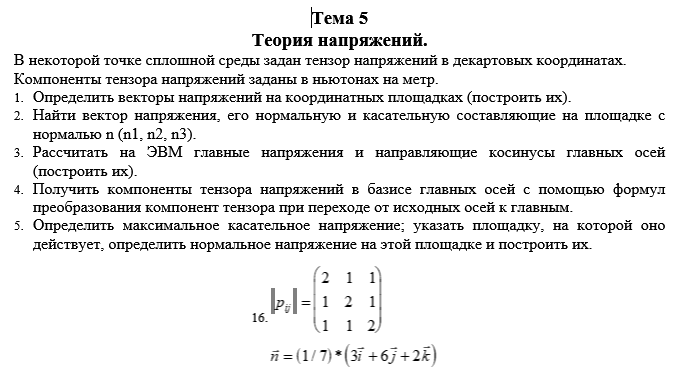 Тема 5
Теория напряжений.
В некоторой точке сплошной среды задан тензор напряжений в декартовых координатах.
Компоненты тензора напряжений заданы в ньютонах на метр.
1. Определить векторы напряжений на координатных площадках (построить их).
2. Найти вектор напряжения, его нормальную и касательную составляющие на площадке с
нормалью n (n1, n2, n3).
3. Рассчитать на ЭВМ главные напряжения и направляющие косинусы главных осей
(построить их).
4. Получить компоненты тензора напряжений в базисе главных осей с помощью формул
преобразования компонент тензора при переходе от исходных осей к главным.
5. Определить максимальное касательное напряжение; указать площадку, на которой оно
действует, определить нормальное напряжение на этой площадке и построить их.
2 1 1
16. ‖p_ij‖ = ( 1 2 1 )
1 1 2
n⃗ = (1/7)*(3i⃗ + 6j⃗ + 2k⃗)